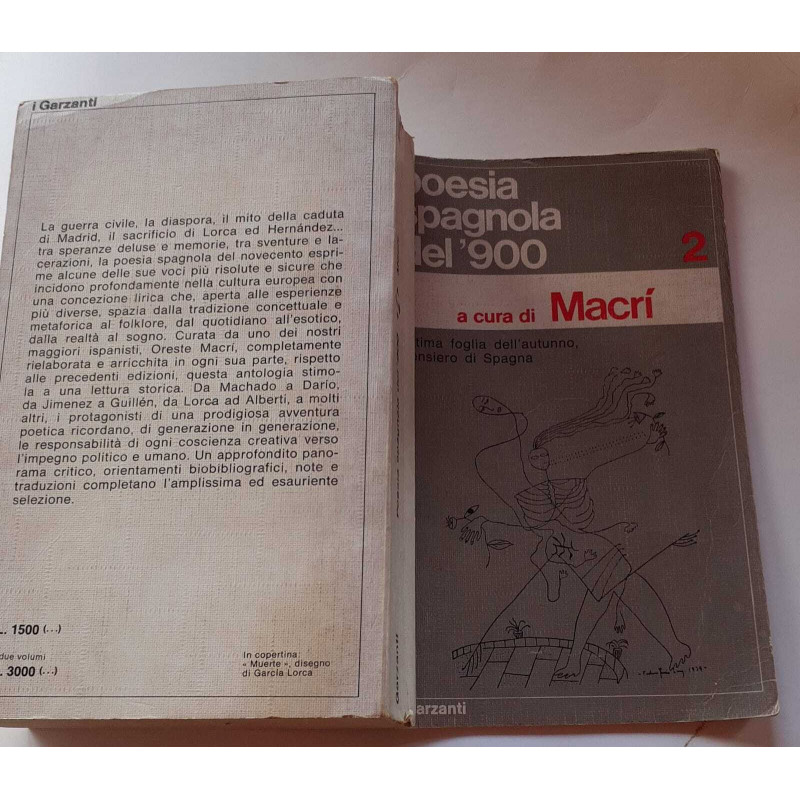 i Garzanti
La guerra civile, la diaspora, il mito della caduta
di Madrid, il sacrificio di Lorca ed Hernández...
tra speranze deluse e memorie, tra sventure e la-
cerazioni, la poesia spagnola del novecento espri-
me alcune delle sue voci più risolute e sicure che
incidono profondamente nella cultura europea con
una concezione lirica che, aperta alle esperienze
più diverse, spazia dalla tradizione concettuale e
metaforica al folklore, dal quotidiano all'esotico,
dalla realtà al sogno. Curata da uno dei nostri
maggiori ispanisti, Oreste Macrí, completamente
rielaborata e arricchita in ogni sua parte, rispetto
alle precedenti edizioni, questa antologia stimo-
la a una lettura storica. Da Machado a Darío,
da Jimenez a Guillén, da Lorca ad Alberti, a molti
altri, i protagonisti di una prodigiosa avventura
poetica ricordano, di generazione in generazione,
le responsabilità di ogni coscienza creativa verso
l'impegno politico e umano. Un approfondito pano-
rama critico, orientamenti biobibliografici, note e
traduzioni completano l'amplissima ed esauriente
selezione.
L. 1500 (...)
due volumi
. 3000 (...)
In copertina:
« Muerte », disegno
di García Lorca
Garzanti
poesia
spagnola
del '900
2
a cura di Macrí
tima foglia dell'autunno,
ensiero di Spagna
1934
arzanti